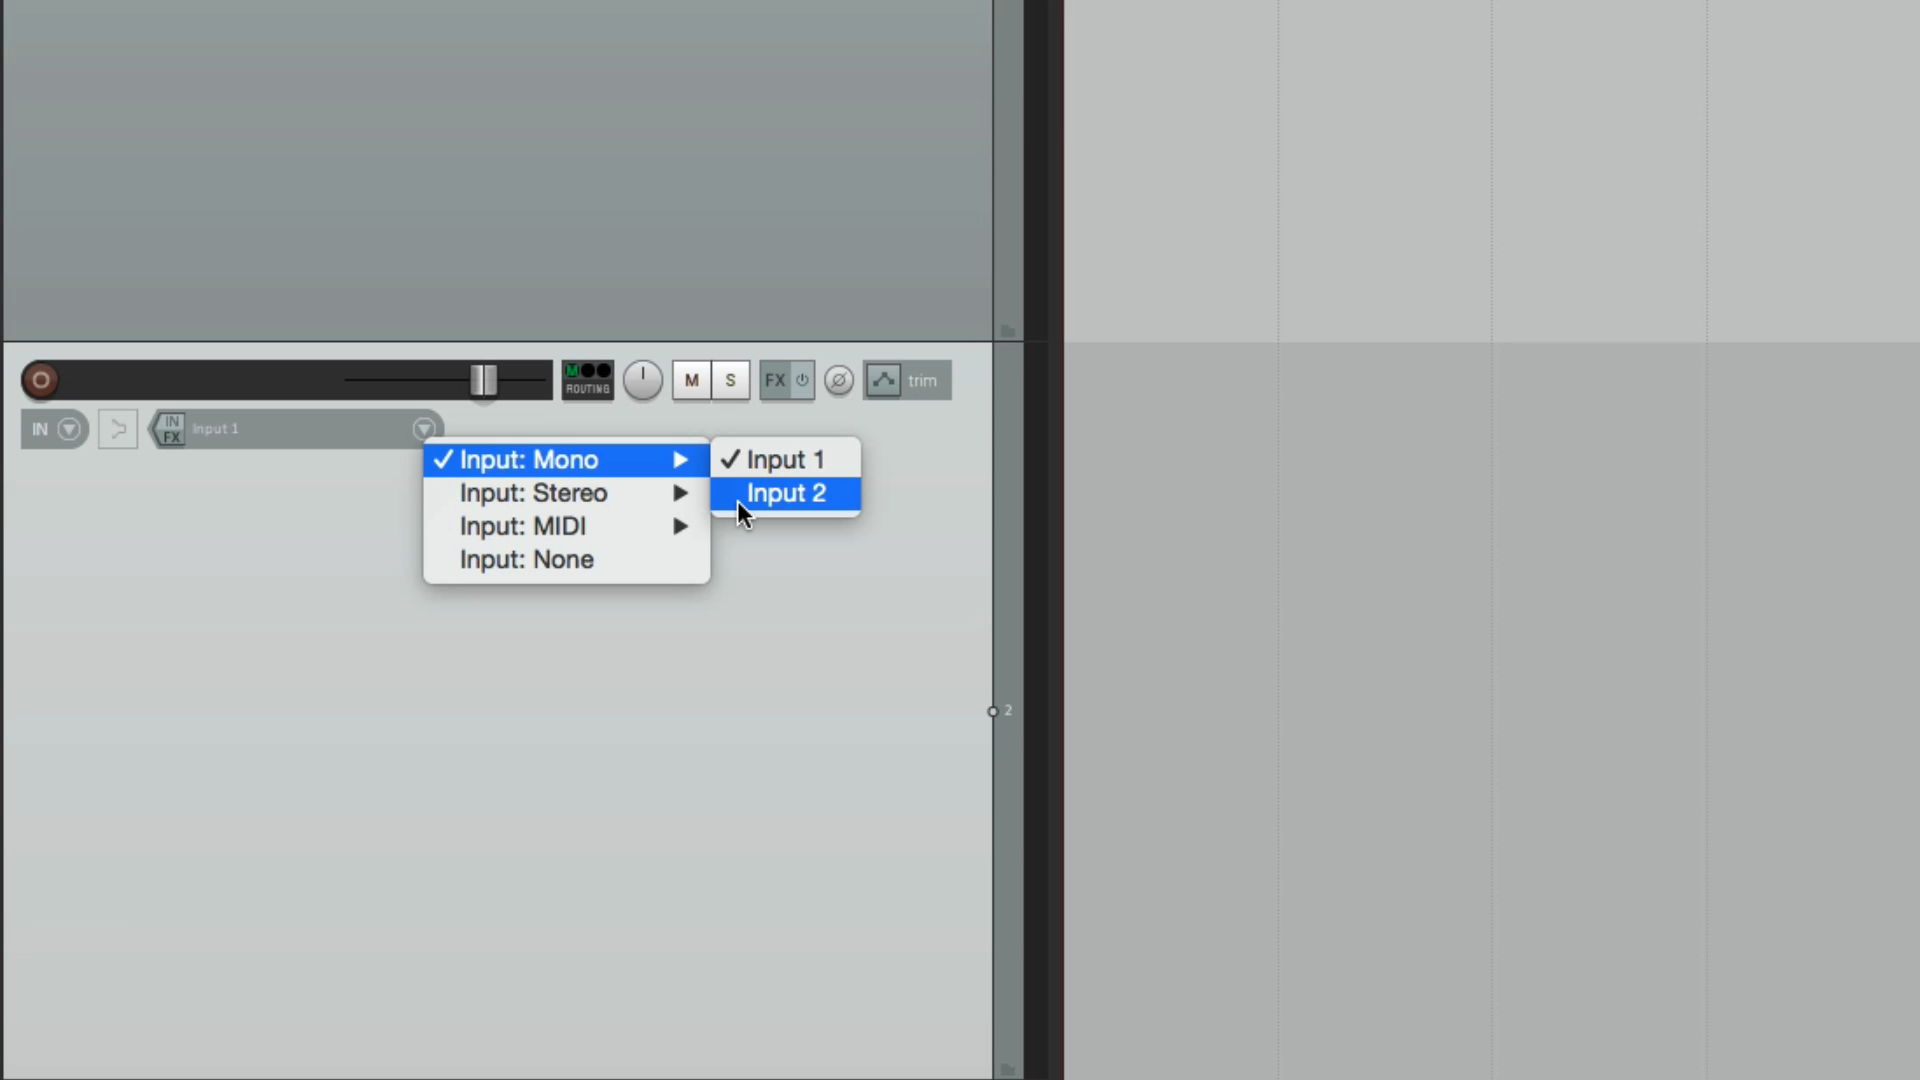 M
ROUTING
M
S
FX
trim
IN
IN
FX
Input 1
✓ Input: Mono
Input: Stereo
Input: MIDI
Input: None
✓ Input 1
Input 2
2